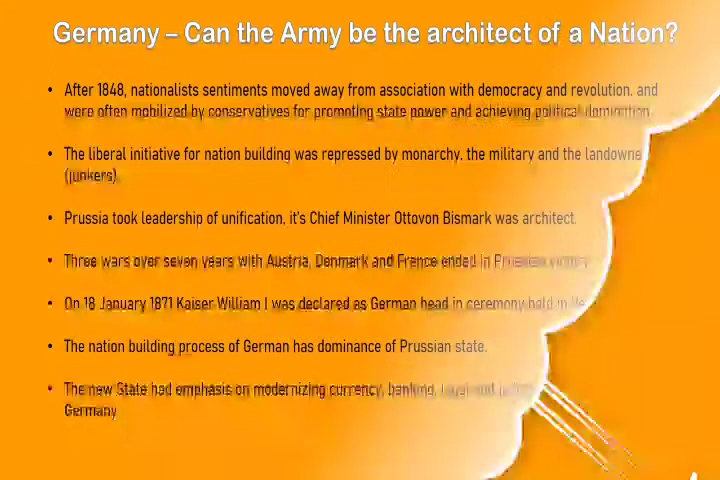 Germany – Can the Army be the architect of a Nation?
• After 1848, nationalists sentiments moved away from association with democracy and revolution. and
were often mobilized by conservatives for promoting state power and achieving political domination.
• The liberal initiative for nation building was repressed by monarchy, the military and the landowne
(junkers).
• Prussia took leadership of unification, it's Chief Minister Ottovon Bismark was architect.
• Three wars over seven years with Austria, Denmark and France ended in Prussian victory
• On 18 January 1871 Kaiser William I was declared as German head in ceremony held in
• The nation building process of German has dominance of Prussian state.
• The new State had emphasis on modernizing currency, banking, and
Germany